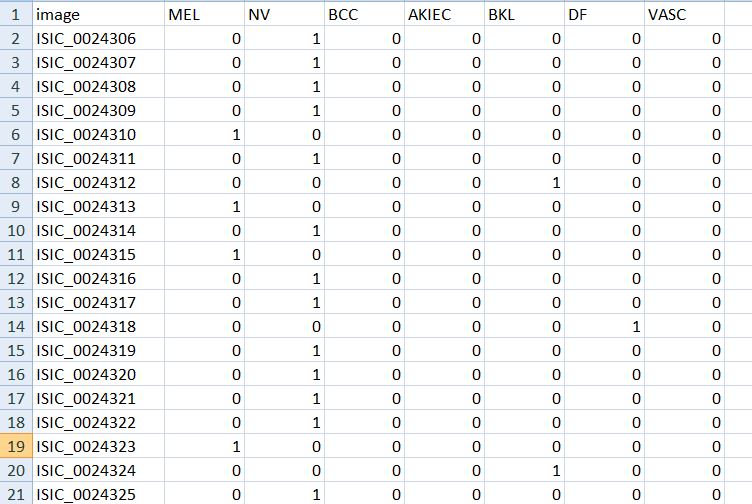 1 image MEL NV BCC AKIEC BKL DF VASC
2 ISIC_0024306 0 1 0 0 0 0 0
3 ISIC_0024307 0 1 0 0 0 0 0
4 ISIC_0024308 0 1 0 0 0 0 0
5 ISIC_0024309 0 1 0 0 0 0 0
6 ISIC_0024310 1 0 0 0 0 0 0
7 ISIC_0024311 0 1 0 0 0 0 0
8 ISIC_0024312 0 0 0 0 1 0 0
9 ISIC_0024313 1 0 0 0 0 0 0
10 ISIC_0024314 0 1 0 0 0 0 0
11 ISIC_0024315 1 0 0 0 0 0 0
12 ISIC_0024316 0 1 0 0 0 0 0
13 ISIC_0024317 0 1 0 0 0 0 0
14 ISIC_0024318 0 0 0 0 0 1 0
15 ISIC_0024319 0 1 0 0 0 0 0
16 ISIC_0024320 0 1 0 0 0 0 0
17 ISIC_0024321 0 1 0 0 0 0 0
18 ISIC_0024322 0 1 0 0 0 0 0
19 ISIC_0024323 1 0 0 0 0 0 0
20 ISIC_0024324 0 0 0 0 1 0 0
21 ISIC_0024325 0 1 0 0 0 0 0